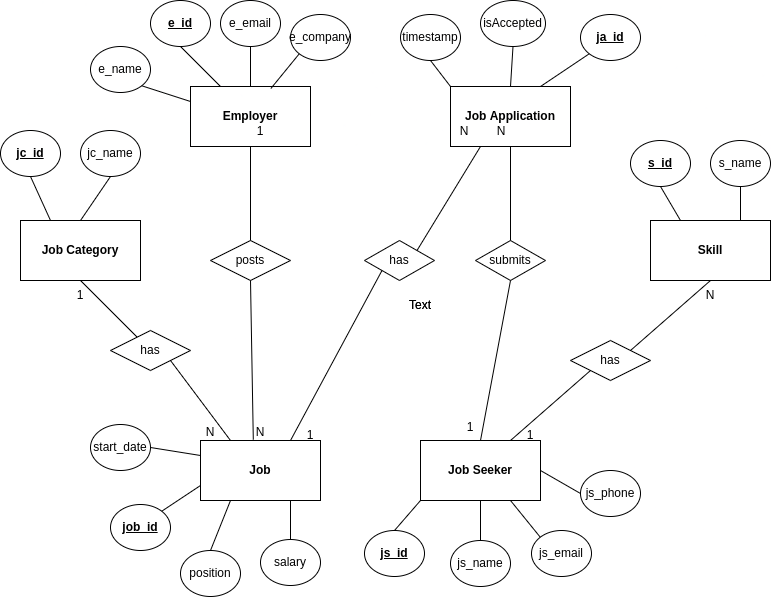 e_id
e_email
e_company
e_name
timestamp
isAccepted
ja_id
Employer
1
Job Application
N
N
jc_id
jc_name
s_id
s_name
Job Category
1
posts
has
submits
Skill
N
Text
has
has
start_date
N
N
1
1
1
Job
Job Seeker
job_id
position
salary
js_id
js_name
js_email
js_phone